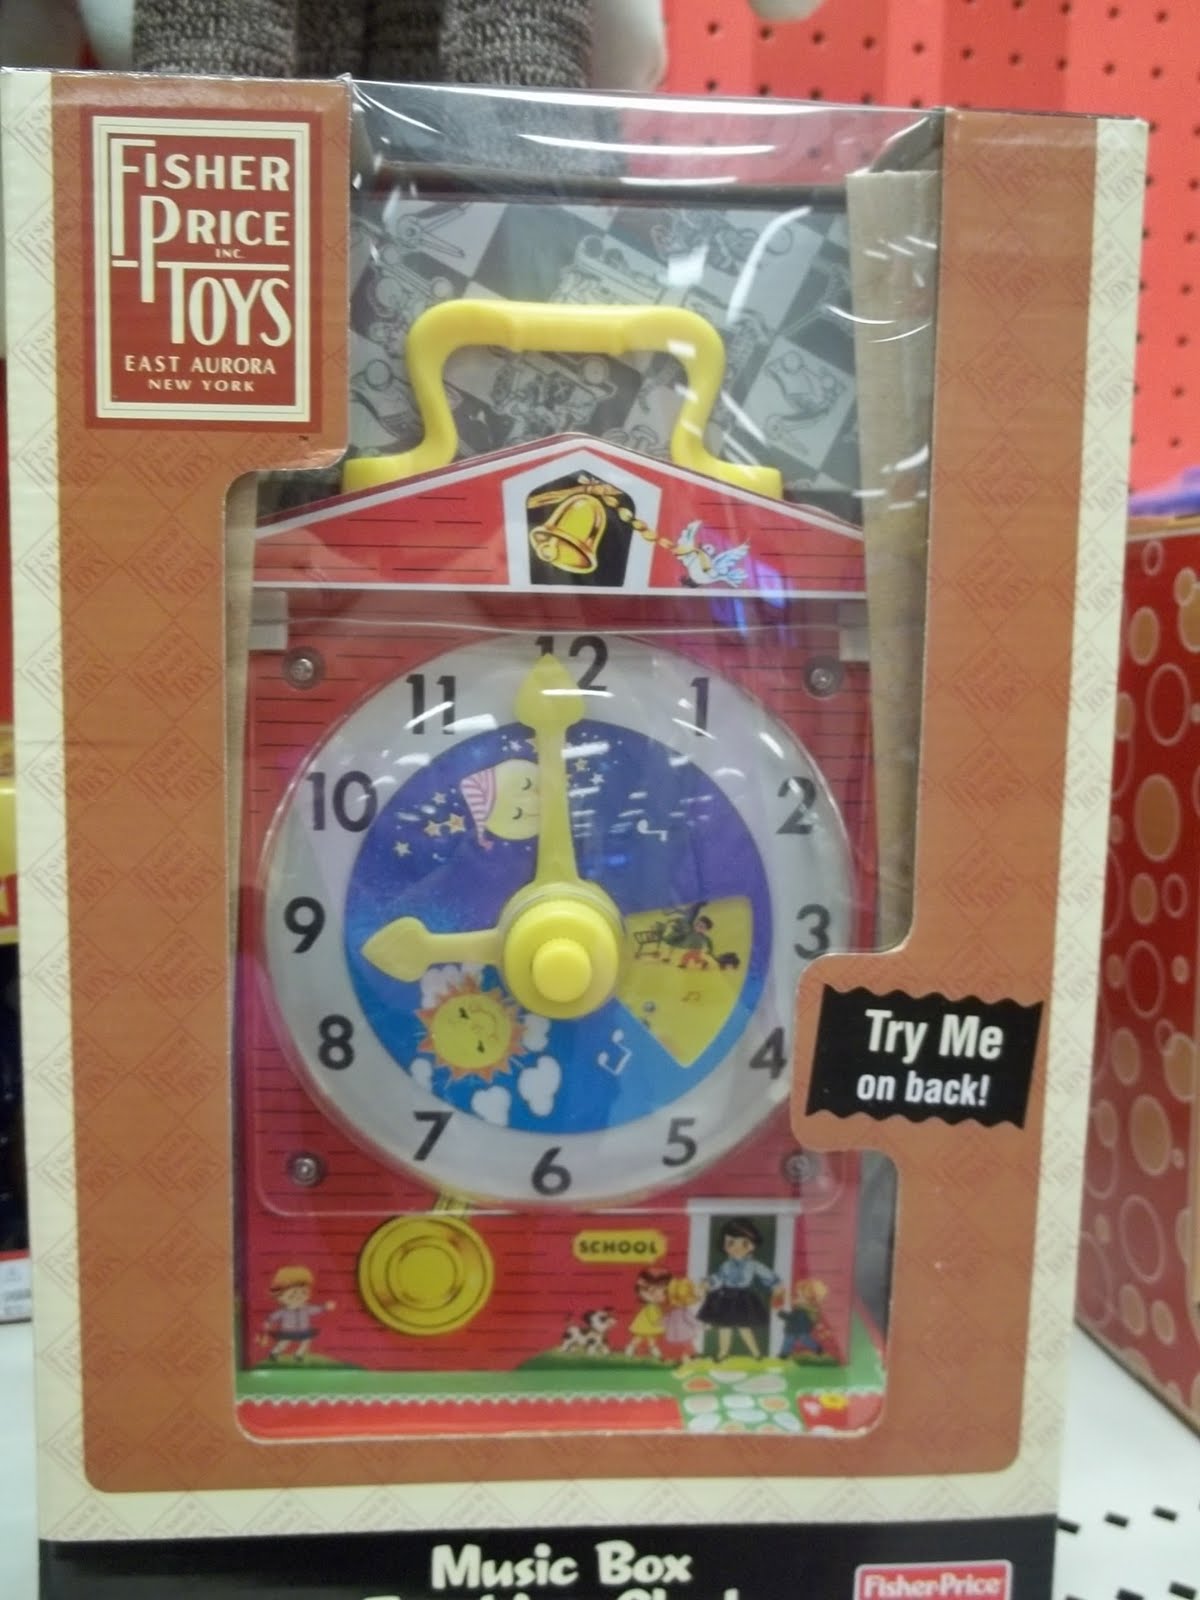 FISHER
PRICE
INC.
TOYS
EAST AURORA
NEW YORK
12
11
1
10
2
9
3
8
4
7
5
6
Try Me
on back!
SCHOOL
Music Box
Fisher-Price